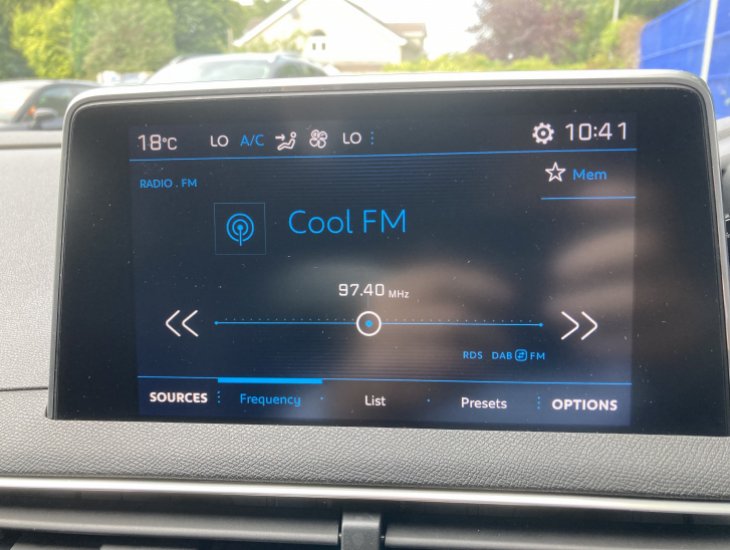 18°C LO A/C LO 10:41
RADIO . FM
Mem
Cool FM
97.40 MHz
RDS DAB FM
SOURCES Frequency List Presets OPTIONS